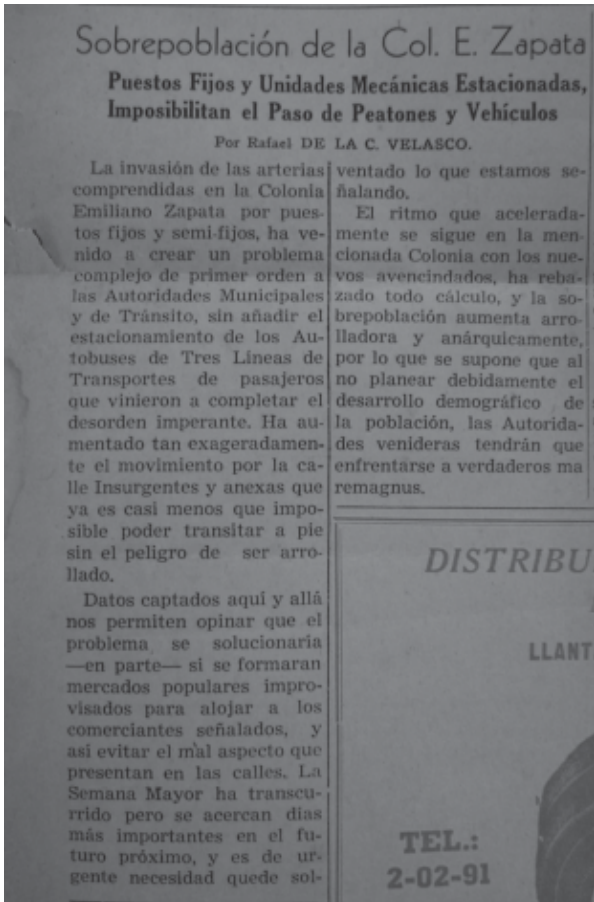 Sobrepoblación de la Col. E. Zapata
Puestos Fijos y Unidades Mecánicas Estacionadas,
Imposibilitan el Paso de Peatones y Vehículos
Por Rafael DE LA C. VELASCO.
La invasión de las arterias
comprendidas en la Colonia
Emiliano Zapata por pues-
tos fijos y semi-fijos, ha ve-
nido a crear un problema
complejo de primer orden a
las Autoridades Municipales
y de Tránsito, sin añadir el
estacionamiento de los Au-
tobuses de Tres Lineas de
Transportes de pasajeros
que vinieron a completar el
desorden imperante. Ha au-
mentado tan exageradamen-
te el movimiento por la ca-
lle Insurgentes y anexas que
ya es casi menos que impo-
sible poder transitar a pie
sin el peligro de ser arro-
llado.
Datos captados aquí y allá
nos permiten opinar que el
problema se solucionaría
—en parte— si se formaran
mercados populares impro-
visados para alojar a los
comerciantes señalados, y
así evitar el mal aspecto que
presentan en las calles. La
Semana Mayor ha transcu-
rrido pero se acercan días
más importantes en el fu-
turo próximo, y es de ur-
gente necesidad quede sol-
ventado lo que estamos se-
ñalando.
El ritmo que acelerada-
mente se sigue en la men-
cionada Colonia con los nue-
vos avencindados, ha reba-
zado todo cálculo, y la so-
brepoblación aumenta arro-
lladora y anárquicamente,
por lo que se supone que al
no planear debidamente el
desarrollo demográfico de
la población, las Autorida-
des venideras tendrán que
enfrentarse a verdaderos ma
remagnus.
DISTRIBU
LLANT
TEL.:
2-02-91